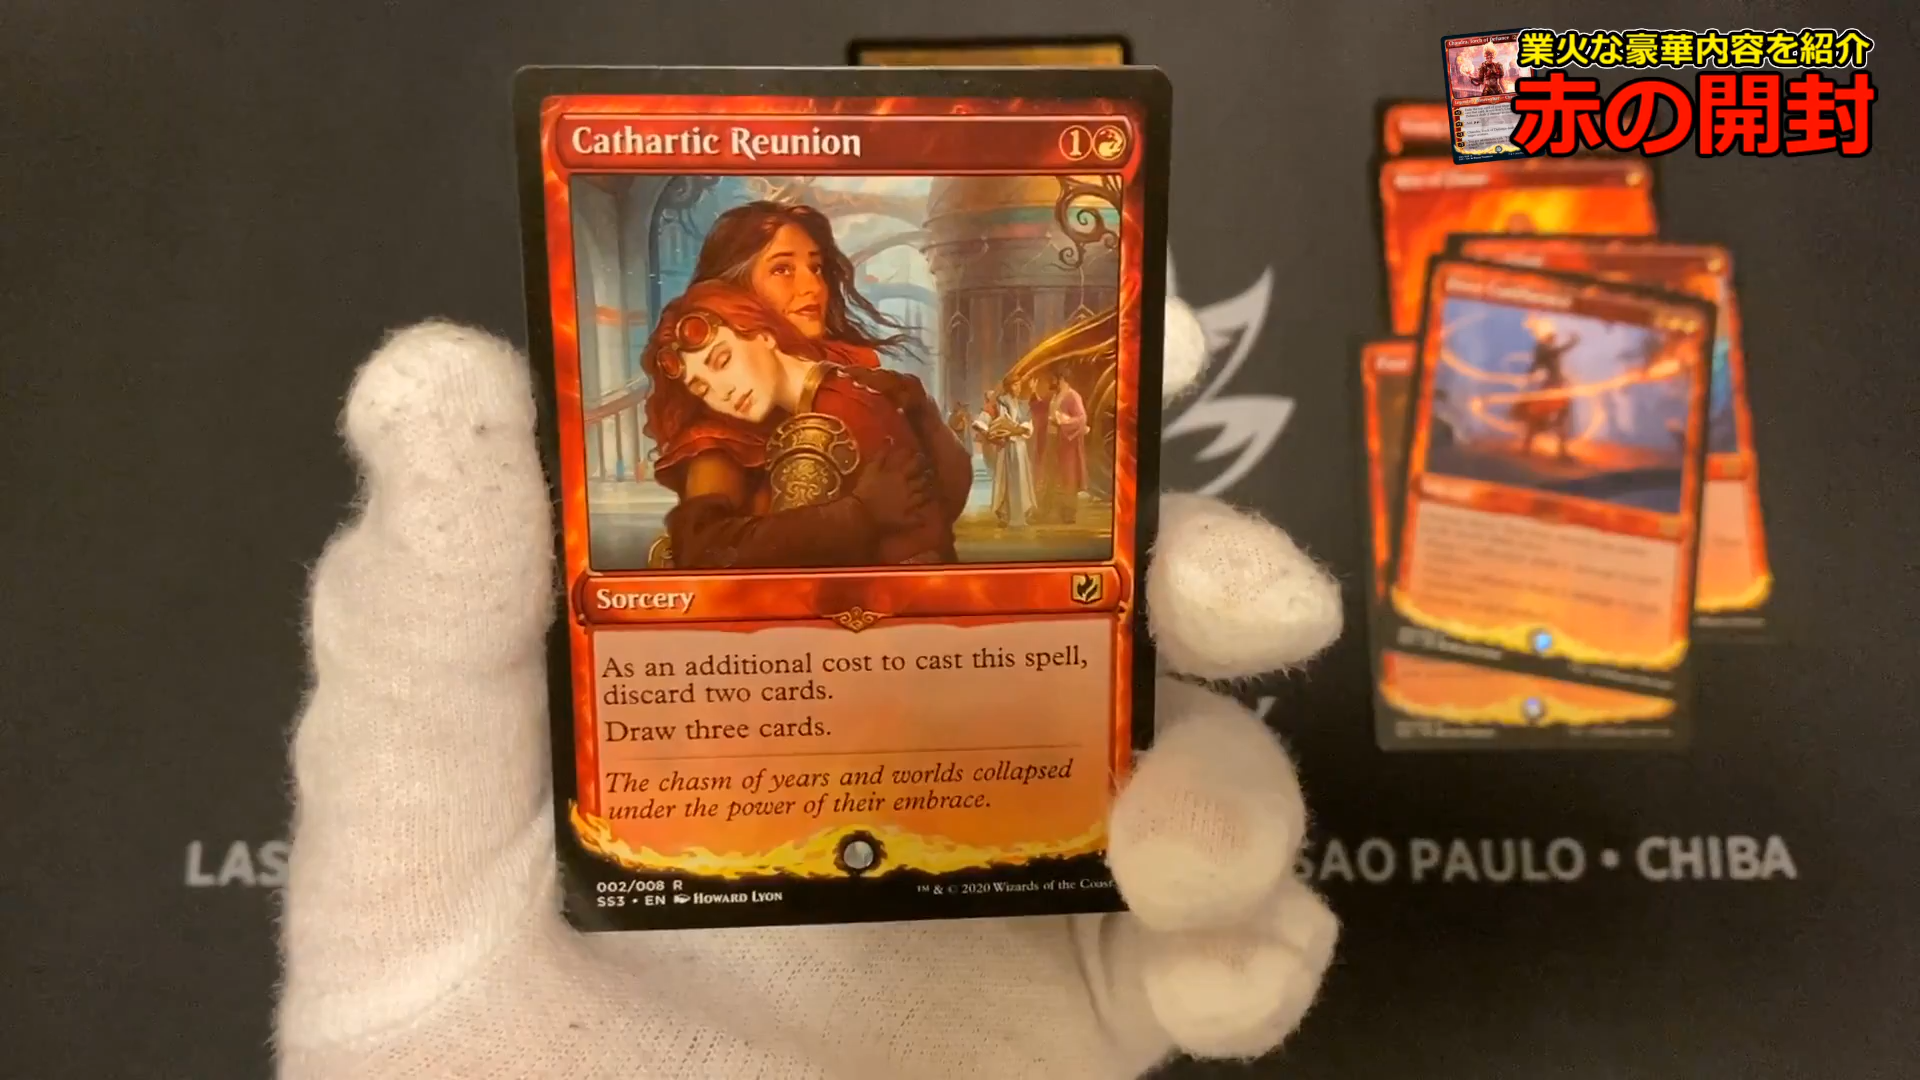 業火な豪華内容を紹介
赤の開封
Cathartic Reunion
1
Sorcery
As an additional cost to cast this spell,
discard two cards.
Draw three cards.
The chasm of years and worlds collapsed
under the power of their embrace.
002/008 R
SS3 • EN Howard Lyon
™ & © 2020 Wizards of the Coast
LAS
SAO PAULO • CHIBA